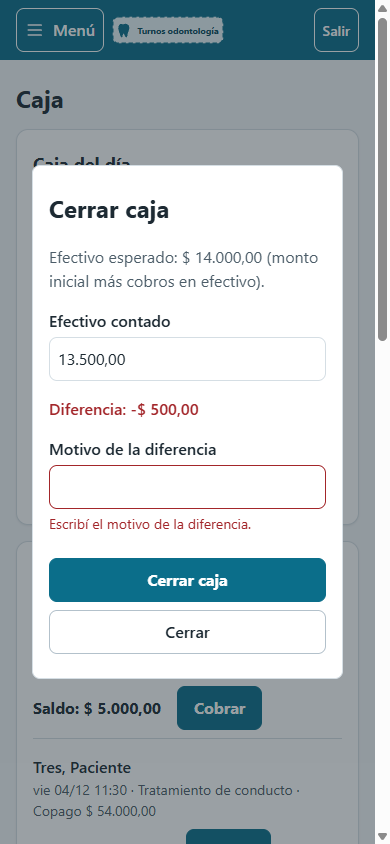 Menú
Turnos odontología
Salir
Caja
Caja del día
Cerrar caja
Efectivo esperado: $ 14.000,00 (monto
inicial más cobros en efectivo).
Efectivo contado
13.500,00
Diferencia: -$ 500,00
Motivo de la diferencia
Escribí el motivo de la diferencia.
Cerrar caja
Cerrar
Saldo: $ 5.000,00
Cobrar
Tres, Paciente
vie 04/12 11:30 · Tratamiento de conducto ·
Copago $ 54.000,00